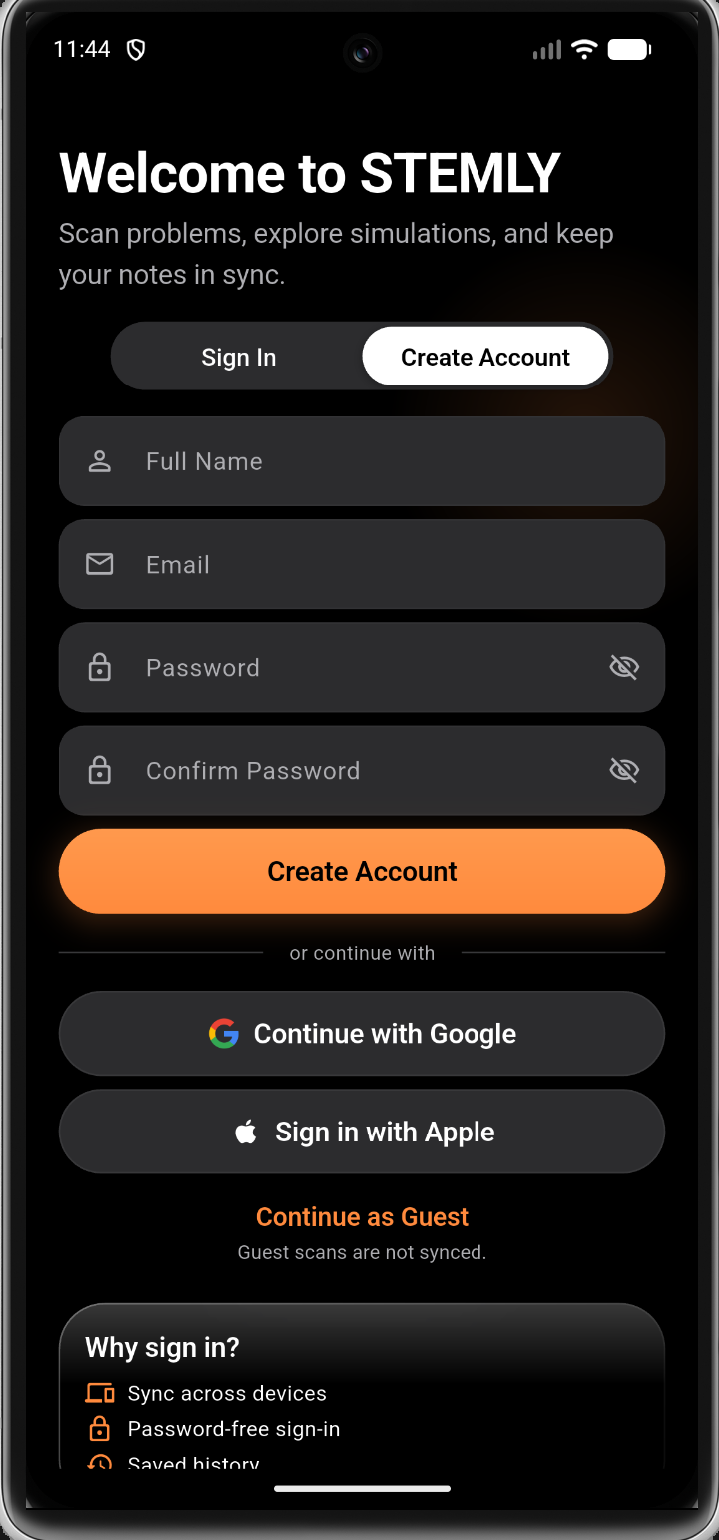 11:44
Welcome to STEMLY
Scan problems, explore simulations, and keep
your notes in sync.
Sign In
Create Account
Full Name
Email
Password
Confirm Password
Create Account
or continue with
Continue with Google
Sign in with Apple
Continue as Guest
Guest scans are not synced.
Why sign in?
Sync across devices
Password-free sign-in
Saved history